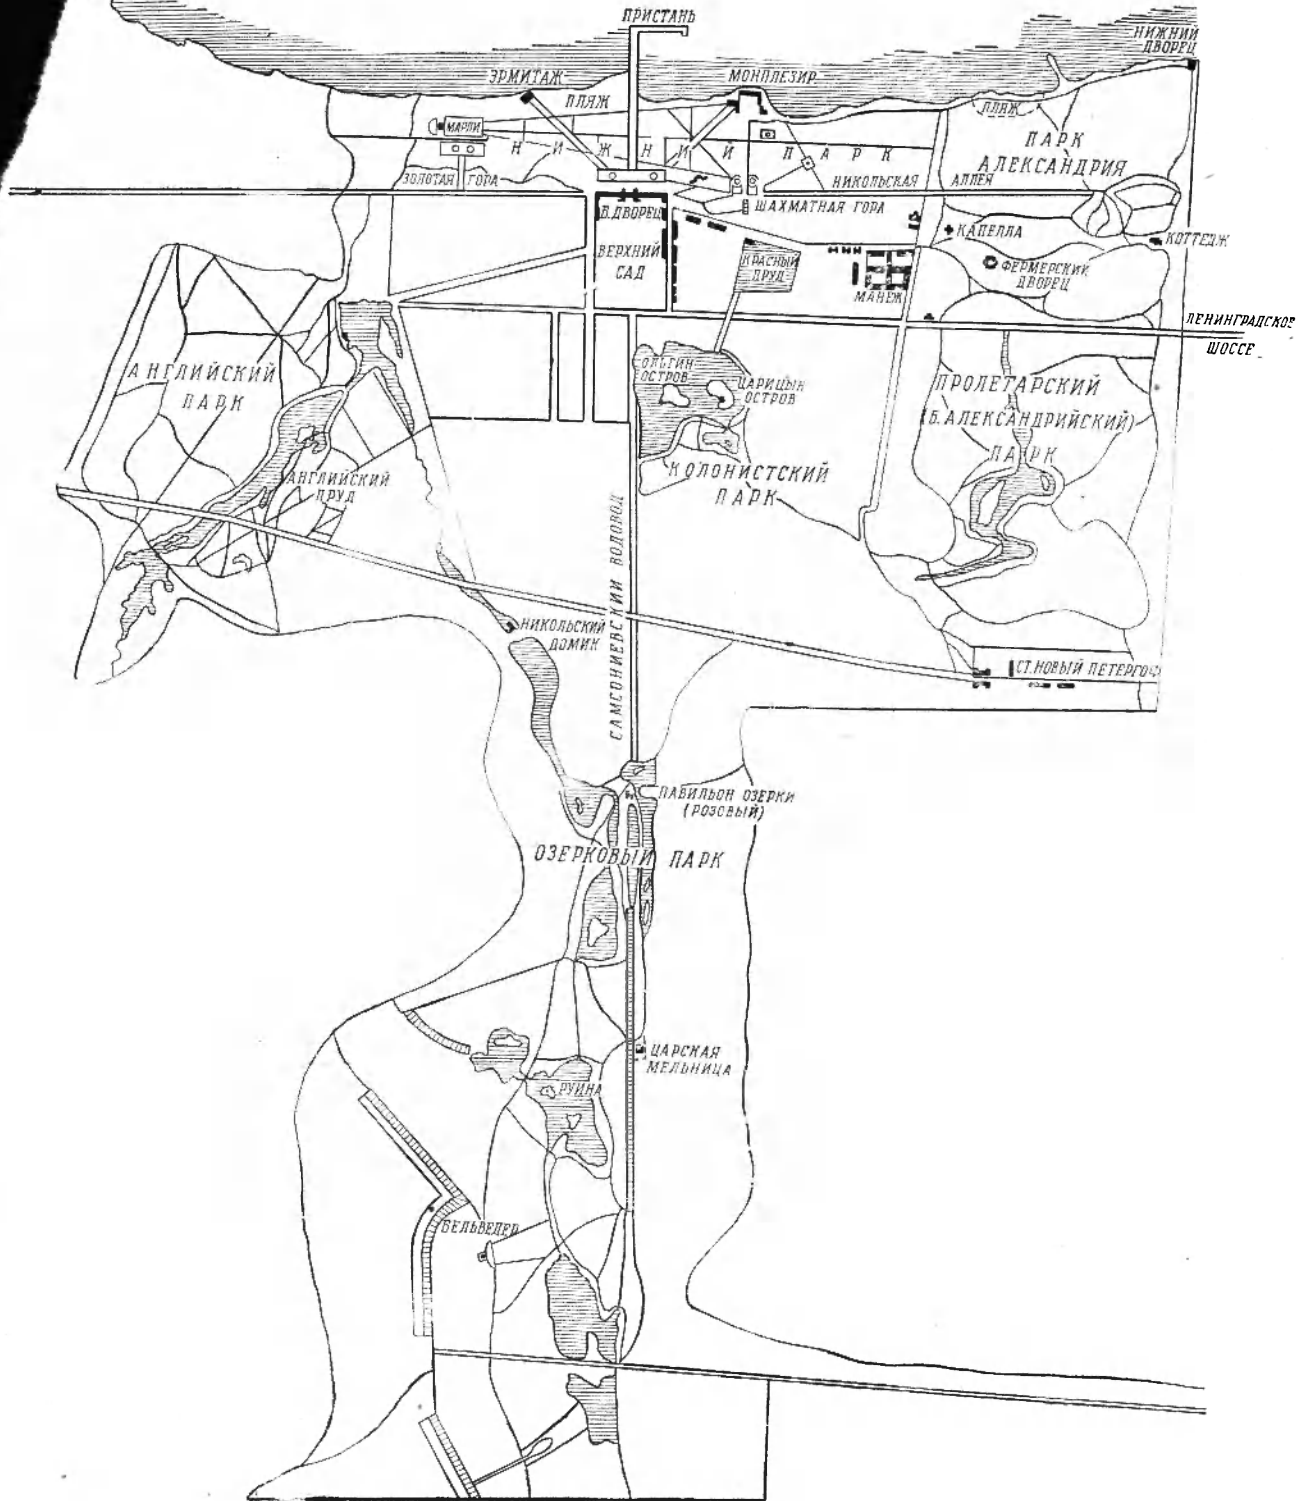 ПРИСТАНЬ
НИЖНИЙ
ДВОРЕЦ
ЭРМИТАЖ
МОНПЛЕЗИР
ПЛЯЖ
ПЛЯЖ
МАРЛИ
НИЖНИЙ ПАРК
ПАРК
АЛЕКСАНДРИЯ
ЗОЛОТАЯ ГОРА
НИКОЛЬСКАЯ АЛЛЕЯ
Б. ДВОРЕЦ
ШАХМАТНАЯ ГОРА
КАПЕЛЛА
КОТТЕДЖ
ВЕРХНИЙ
САД
КРАСНЫЙ
ПРУД
ФЕРМЕРСКИЙ
ДВОРЕЦ
МАНЕЖ
ЛЕНИНГРАДСКОЕ
ШОССЕ
АНГЛИЙСКИЙ
ПАРК
ОЛЬГИН
ОСТРОВ
ЦАРИЦЫН
ОСТРОВ
ПРОЛЕТАРСКИЙ
(Б. АЛЕКСАНДРИЙСКИЙ)
ПАРК
КОЛОНИСТСКИЙ
ПАРК
АНГЛИЙСКИЙ
ПРУД
САМСОНИЕВСКИЙ ВОДОВОД
НИКОЛЬСКИЙ
ДОМИК
СТ. НОВЫЙ ПЕТЕРГОФ
ПАВИЛЬОН ОЗЕРКИ
(РОЗОВЫЙ)
ОЗЕРКОВЫЙ ПАРК
ЦАРСКАЯ
МЕЛЬНИЦА
РУИНА
БЕЛЬВЕДЕР